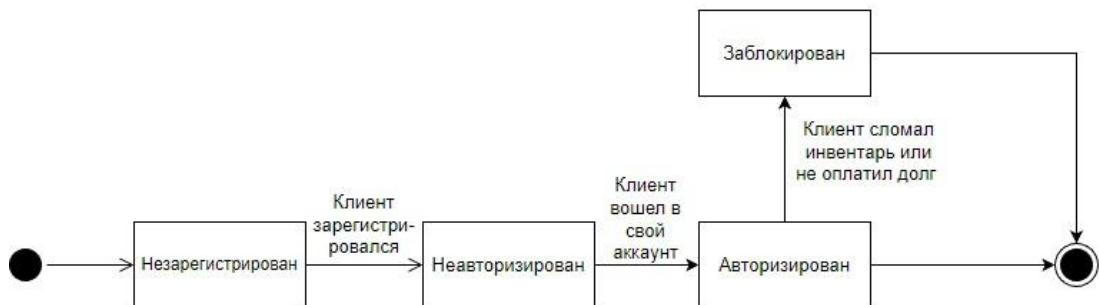 Заблокирован
Клиент сломал
инвентарь или
не оплатил долг
Клиент
зарегистри-
ровался
Клиент
вошел в
свой
аккаунт
Незарегистрирован
Неавторизирован
Авторизирован